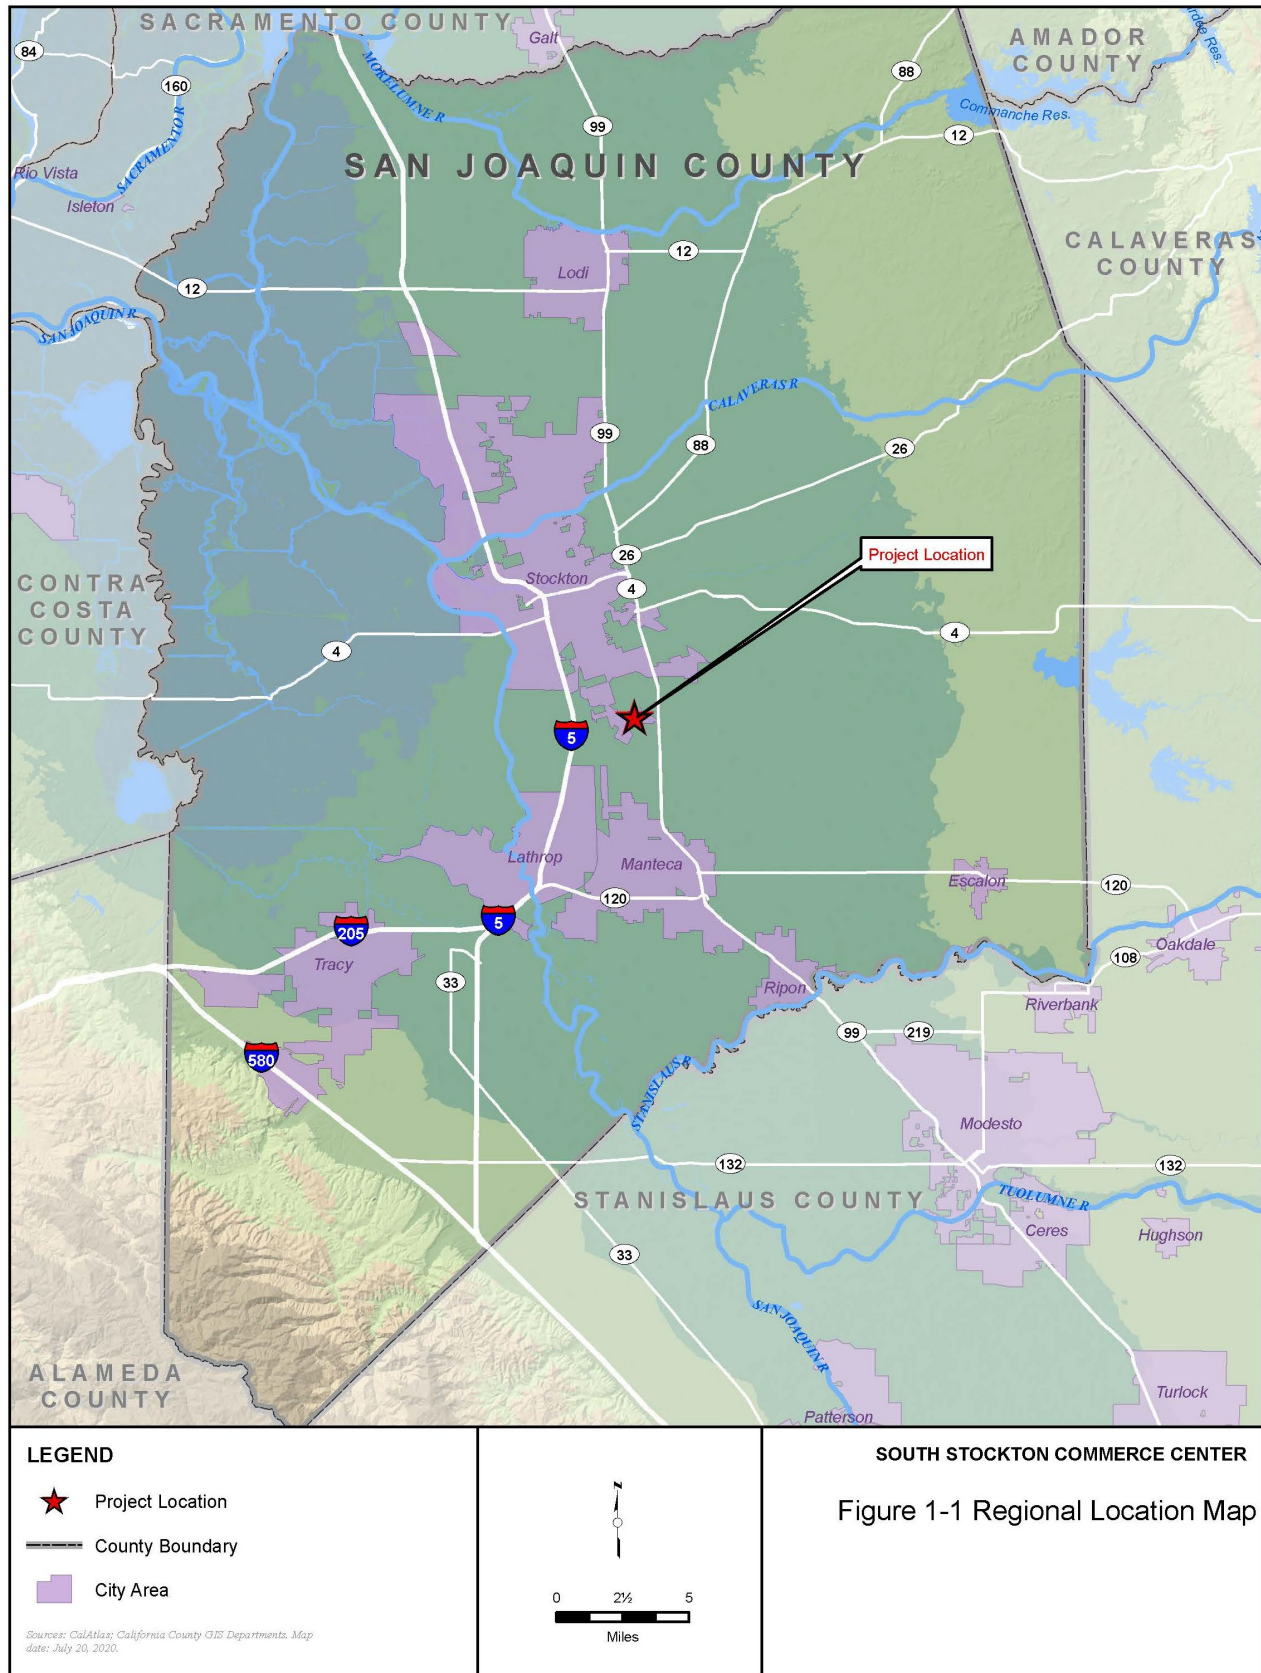 SACRAMENTO COUNTY
Galt
AMADOR
COUNTY
rdee Res.
84
160
MOKELUMNE R
88
99
Commanche Res.
12
SACRAMENTO R
SAN JOAQUIN COUNTY
Rio Vista
Isleton
CALAVERAS
COUNTY
12
Lodi
12
SAN JOAQUIN R
CALAVERAS R
99
88
26
26
Project Location
CONTRA
COSTA
COUNTY
Stockton
4
4
4
5
Lathrop
Manteca
Escalon
120
120
5
205
Tracy
Oakdale
108
33
Ripon
Riverbank
99
219
580
STANISLAUS R
Modesto
132
132
STANISLAUS COUNTY
TUOLUMNE R
Ceres
Hughson
33
SAN JOAQUIN R
ALAMEDA
COUNTY
Turlock
Patterson
LEGEND
Project Location
County Boundary
City Area
Sources: CalAtlas; California County GIS Departments. Map
date: July 20, 2020.
N
0 2½ 5
Miles
SOUTH STOCKTON COMMERCE CENTER
Figure 1-1 Regional Location Map